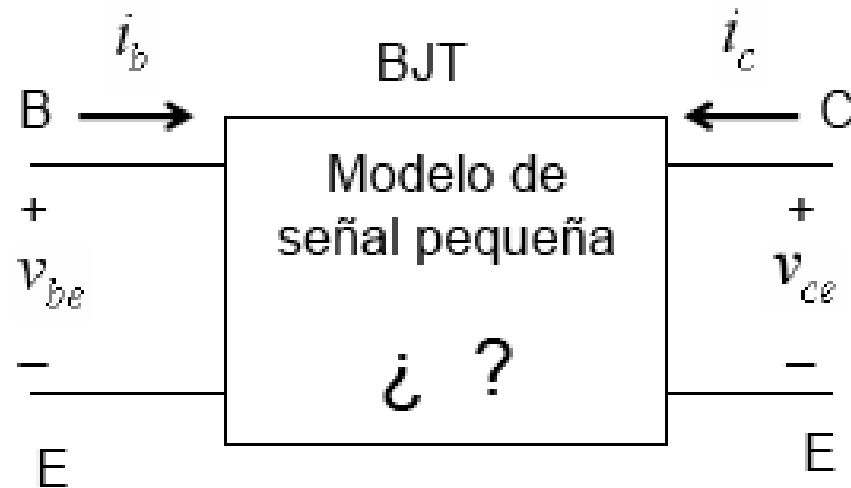 i_b
BJT
i_c
B
C
Modelo de
señal pequeña
+
+
v_be
v_ce
¿ ?
−
−
E
E